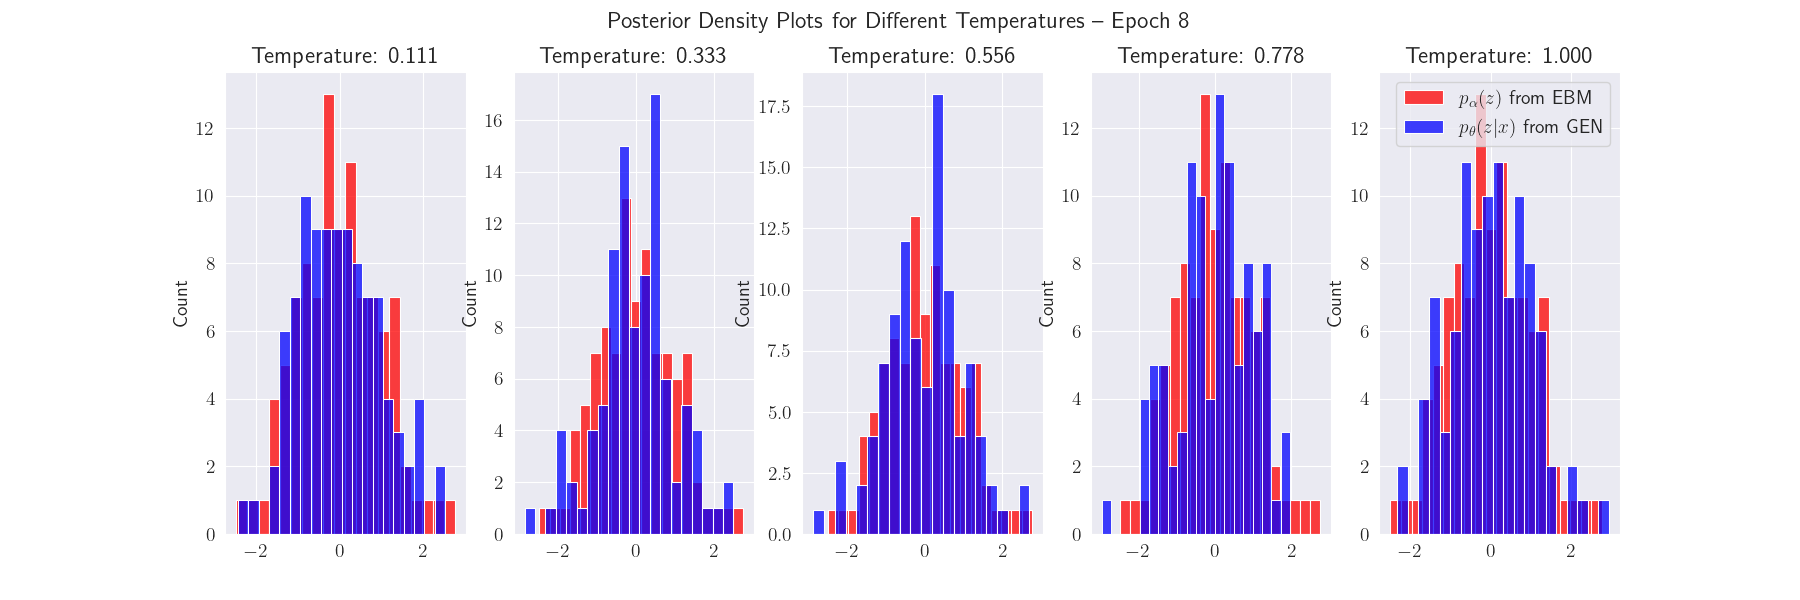 Posterior Density Plots for Different Temperatures – Epoch 8
Temperature: 0.111
Temperature: 0.333
Temperature: 0.556
Temperature: 0.778
Temperature: 1.000
Count
12
10
8
6
4
2
0
−2 0 2
Count
16
14
12
10
8
6
4
2
0
−2 0 2
Count
17.5
15.0
12.5
10.0
7.5
5.0
2.5
0.0
−2 0 2
Count
12
10
8
6
4
2
0
−2 0 2
Count
12
10
8
6
4
2
0
−2 0 2
pα(z) from EBM
pθ(z|x) from GEN